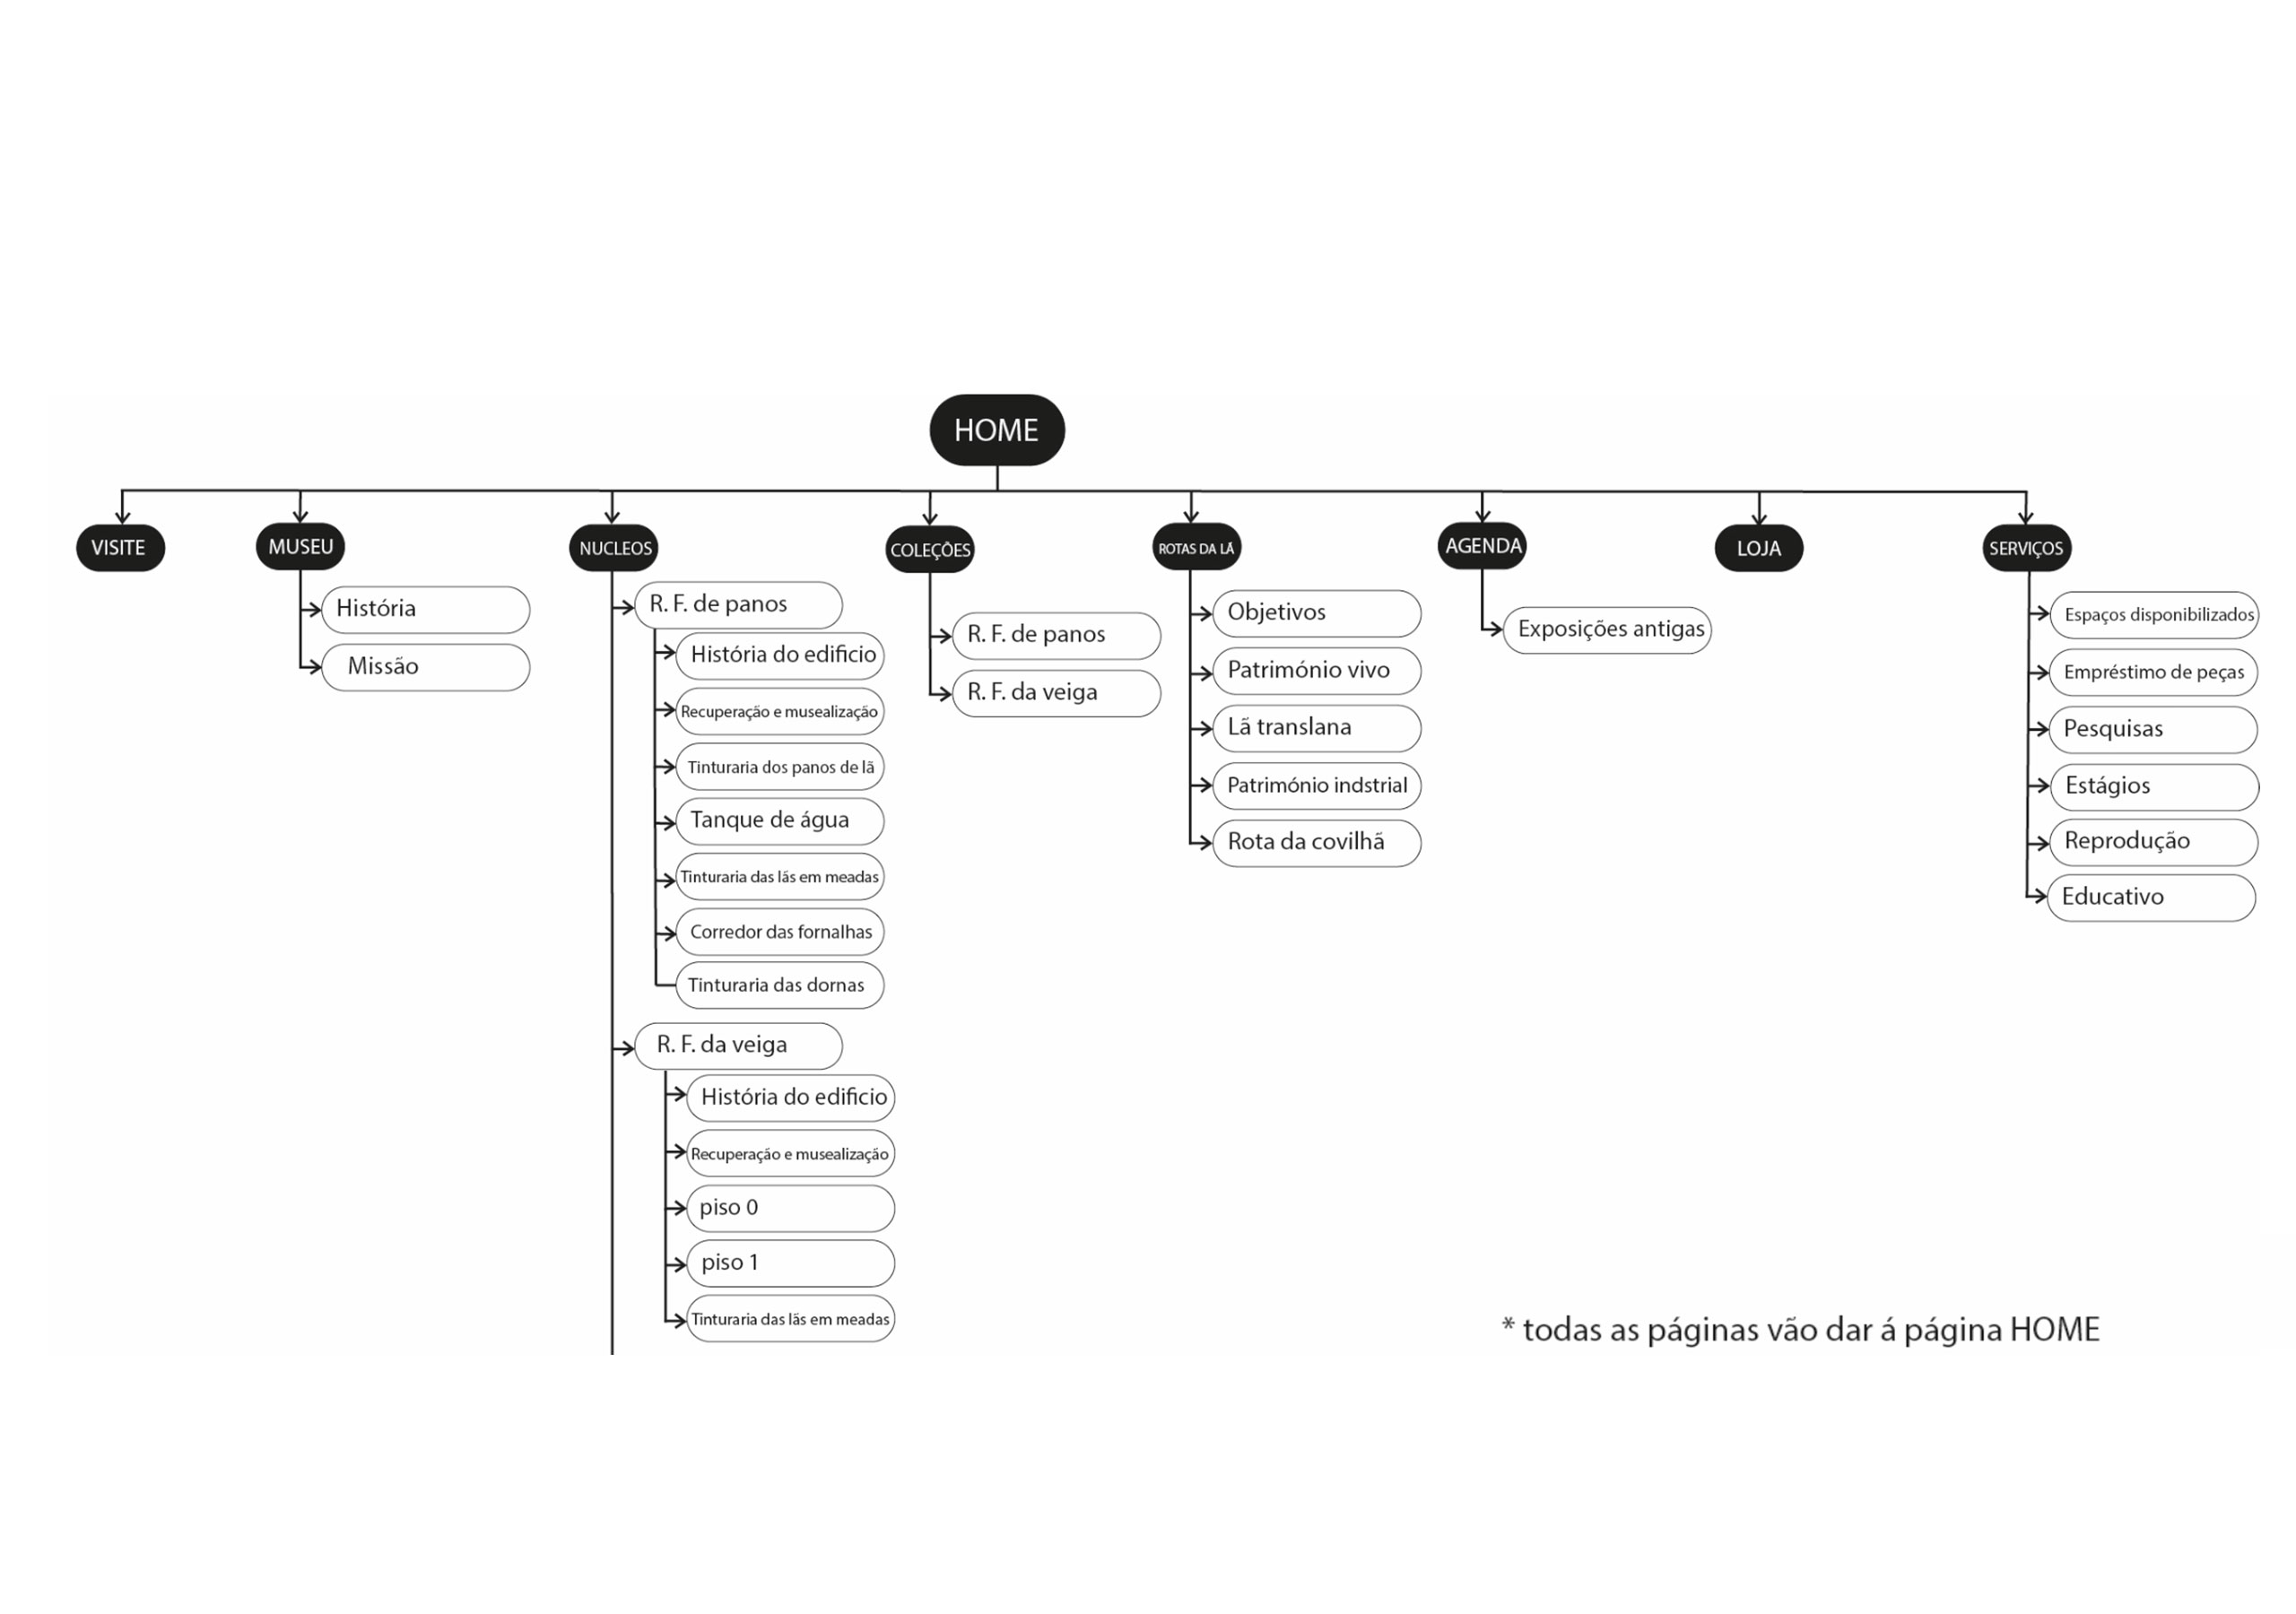 HOME
VISITE
MUSEU
História
Missão
NUCLEOS
R. F. de panos
História do edificio
Recuperação e musealização
Tinturaria dos panos de lã
Tanque de água
Tinturaria das lãs em meadas
Corredor das fornalhas
Tinturaria das dornas
R. F. da veiga
História do edificio
Recuperação e musealização
piso 0
piso 1
Tinturaria das lãs em meadas
COLEÇÕES
R. F. de panos
R. F. da veiga
ROTAS DA LÃ
Objetivos
Património vivo
Lã translana
Património indstrial
Rota da covilhã
AGENDA
Exposições antigas
LOJA
SERVIÇOS
Espaços disponibilizados
Empréstimo de peças
Pesquisas
Estágios
Reprodução
Educativo
* todas as páginas vão dar á página HOME